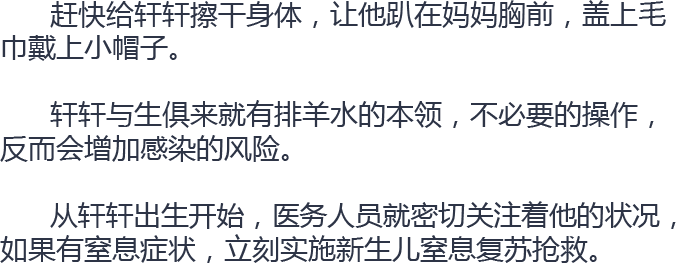 赶快给轩轩擦干身体，让他趴在妈妈胸前，盖上毛
巾戴上小帽子。
轩轩与生俱来就有排羊水的本领，不必要的操作，
反而会增加感染的风险。
从轩轩出生开始，医务人员就密切关注着他的状况，
如果有窒息症状，立刻实施新生儿窒息复苏抢救。